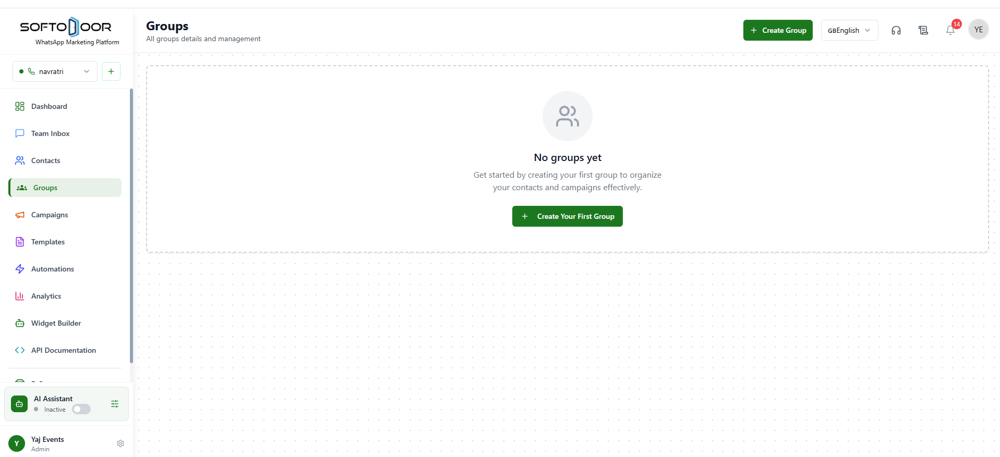 SOFTODOOR
WhatsApp Marketing Platform
navratri
Dashboard
Team Inbox
Contacts
Groups
Campaigns
Templates
Automations
Analytics
Widget Builder
API Documentation
AI Assistant
Inactive
Y
Yaj Events
Admin
Groups
All groups details and management
Create Group
GBEnglish
14
YE
No groups yet
Get started by creating your first group to organize
your contacts and campaigns effectively.
Create Your First Group